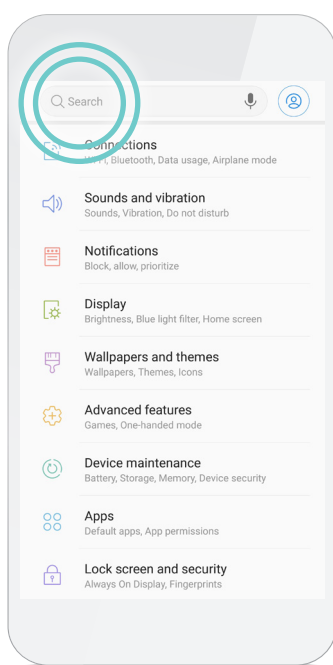 Search
Connections
Wi-Fi, Bluetooth, Data usage, Airplane mode
Sounds and vibration
Sounds, Vibration, Do not disturb
Notifications
Block, allow, prioritize
Display
Brightness, Blue light filter, Home screen
Wallpapers and themes
Wallpapers, Themes, Icons
Advanced features
Games, One-handed mode
Device maintenance
Battery, Storage, Memory, Device security
Apps
Default apps, App permissions
Lock screen and security
Always On Display, Fingerprints